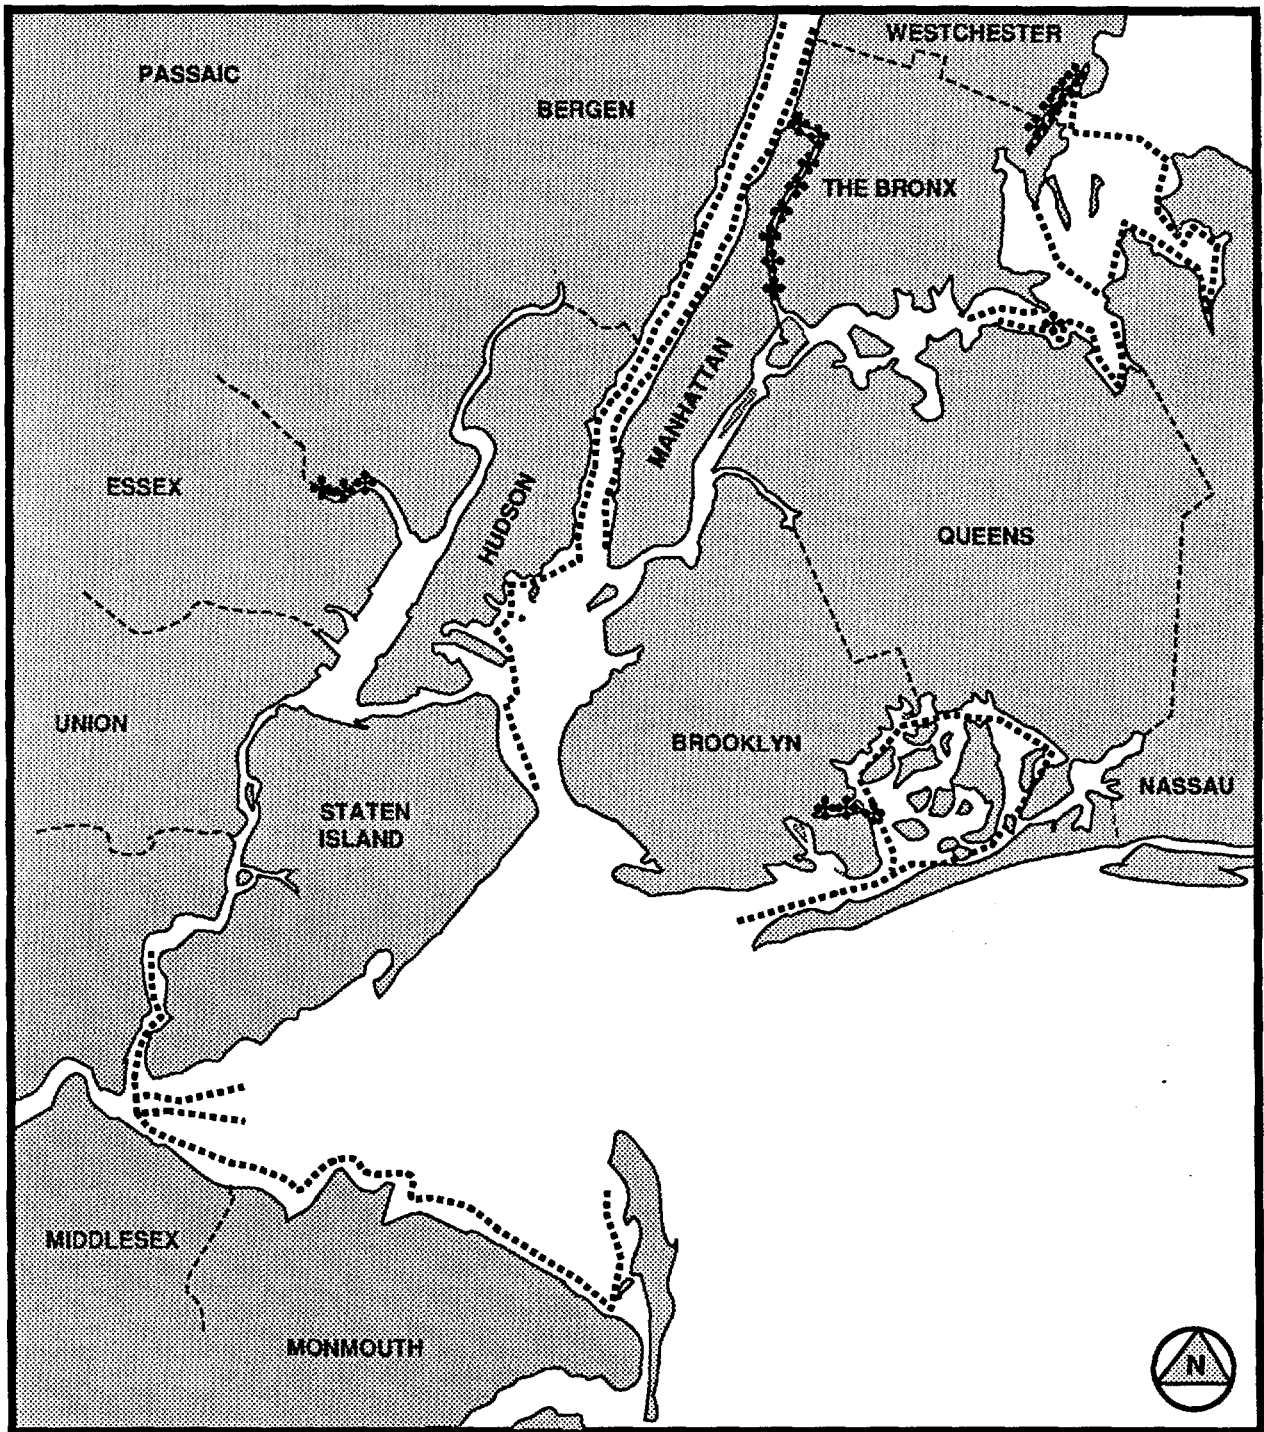 WESTCHESTER
PASSAIC
BERGEN
THE BRONX
MANHATTAN
ESSEX
HUDSON
QUEENS
UNION
BROOKLYN
NASSAU
STATEN
ISLAND
MIDDLESEX
MONMOUTH
N